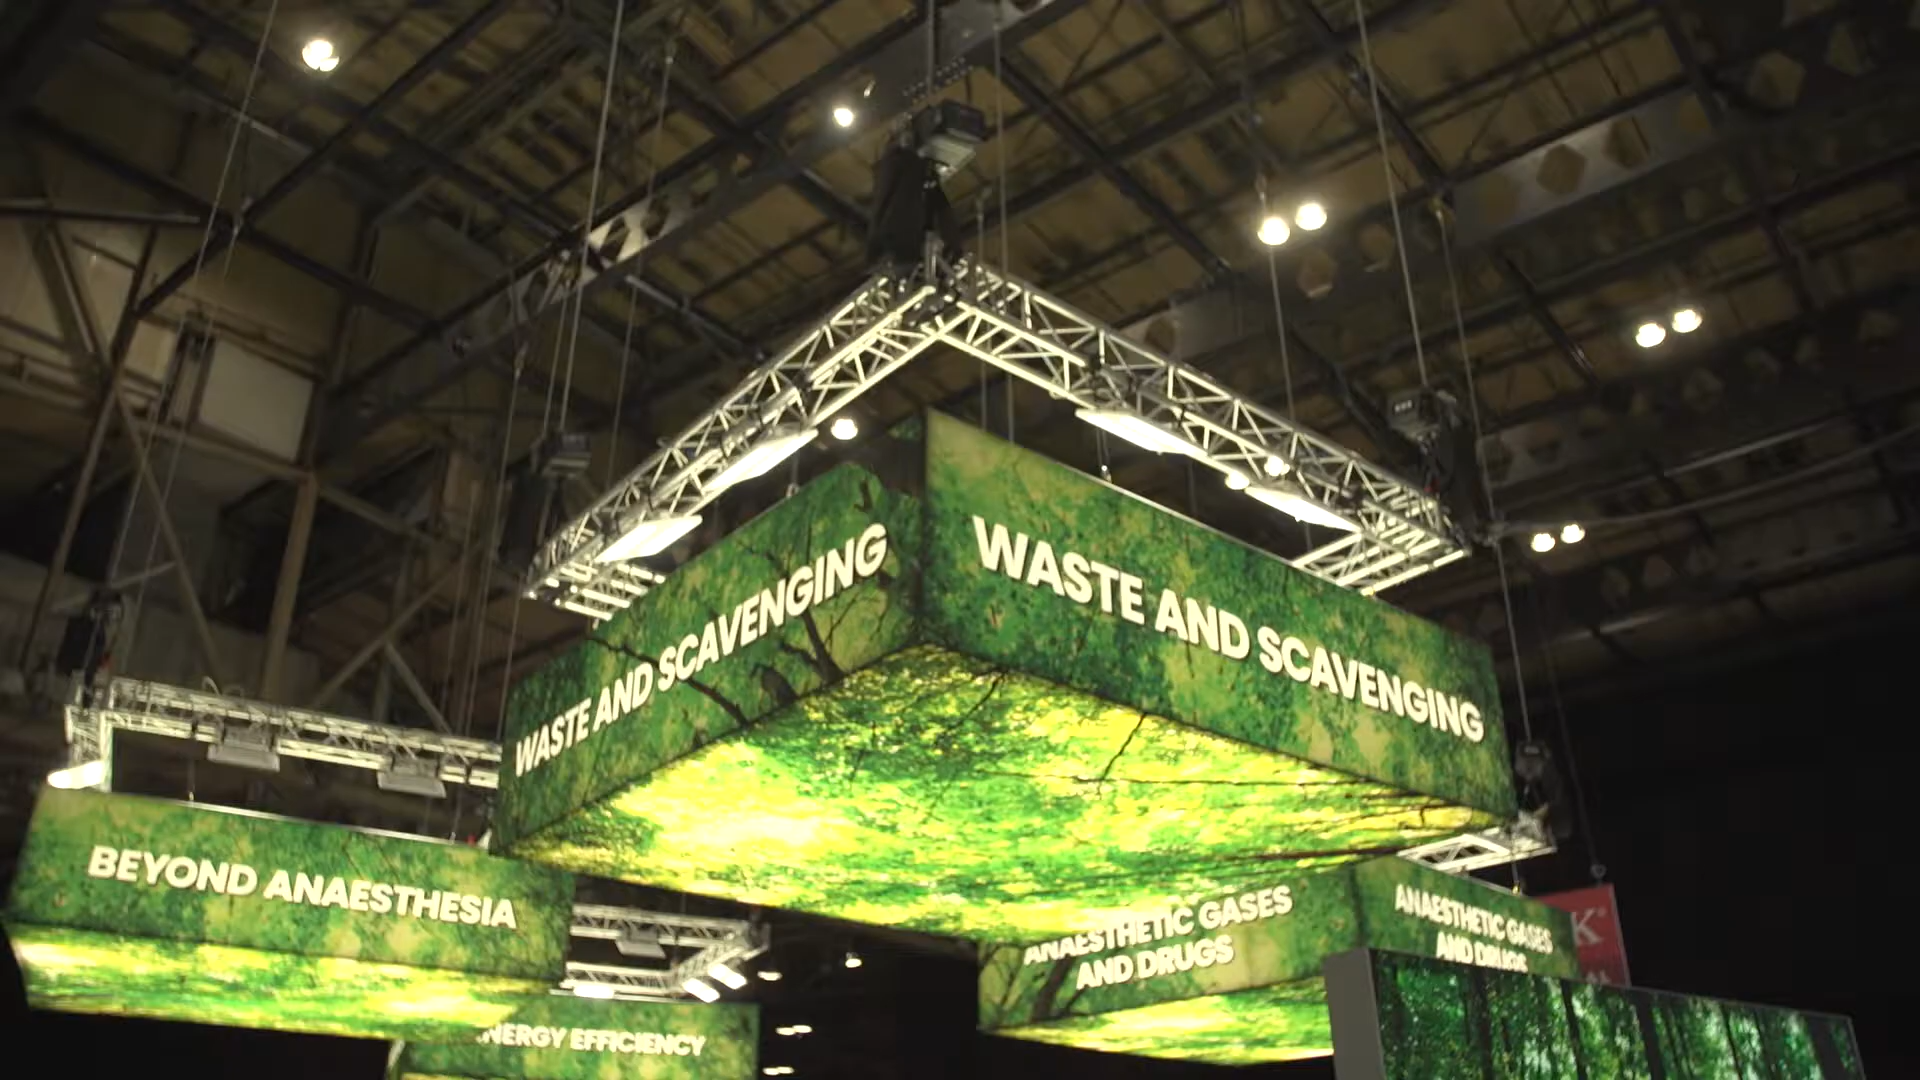 WASTE AND SCAVENGING
WASTE AND SCAVENGING
BEYOND ANAESTHESIA
ANAESTHETIC GASES
AND DRUGS
ANAESTHETIC GASES
AND DRUGS
ENERGY EFFICIENCY